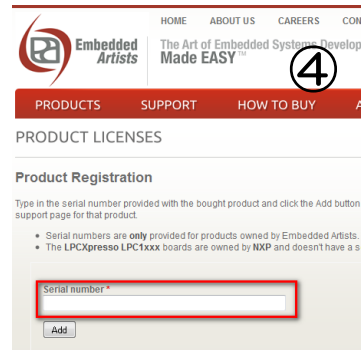 HOME ABOUT US CAREERS
Embedded Artists
The Art of Embedded Systems
Made EASY™
④
PRODUCTS SUPPORT HOW TO BUY
PRODUCT LICENSES
Product Registration
Type in the serial number provided with the bought product and click the Add button
support page for that product.
• Serial numbers are only provided for products owned by Embedded Artists.
• The LPCXpresso LPC1xxx boards are owned by NXP and doesn't have a s
Serial number *
Add